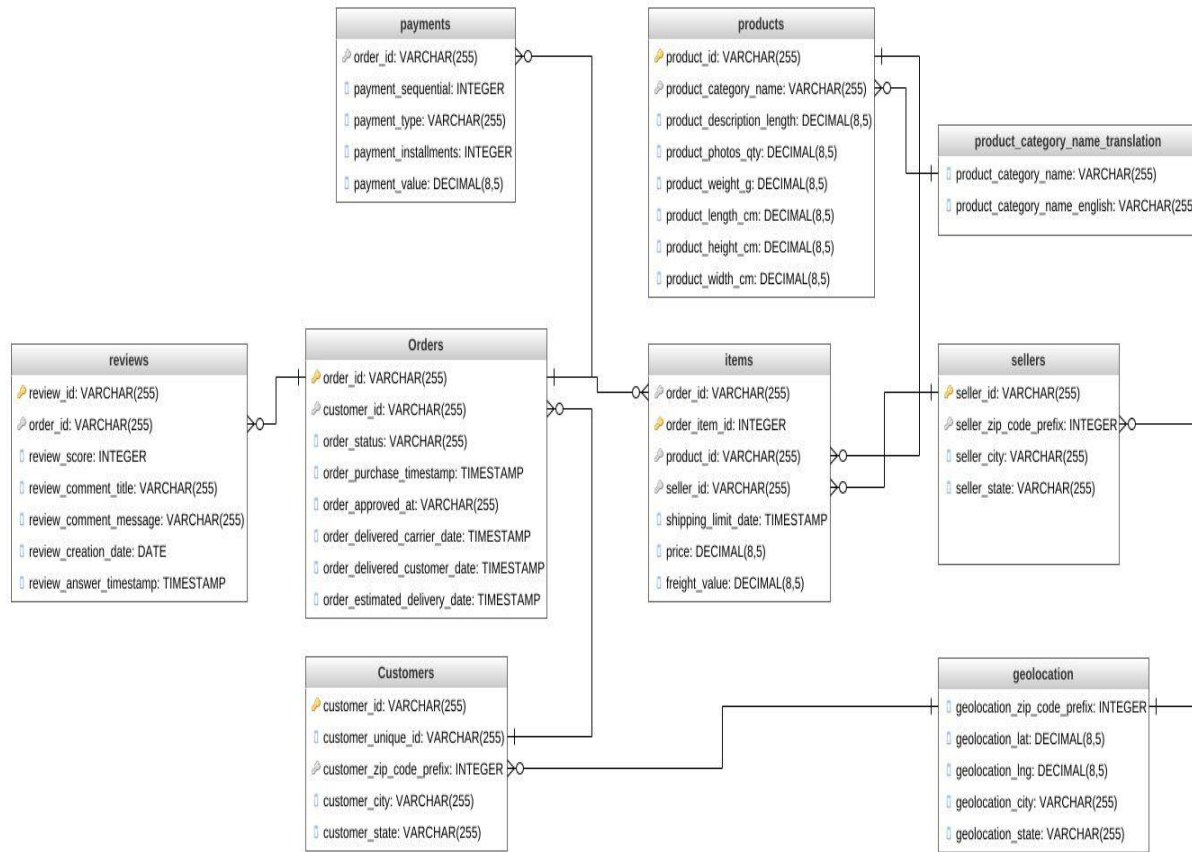 payments
order_id: VARCHAR(255)
payment_sequential: INTEGER
payment_type: VARCHAR(255)
payment_installments: INTEGER
payment_value: DECIMAL(8,5)
products
product_id: VARCHAR(255)
product_category_name: VARCHAR(255)
product_description_length: DECIMAL(8,5)
product_photos_qty: DECIMAL(8,5)
product_weight_g: DECIMAL(8,5)
product_length_cm: DECIMAL(8,5)
product_height_cm: DECIMAL(8,5)
product_width_cm: DECIMAL(8,5)
product_category_name_translation
product_category_name: VARCHAR(255)
product_category_name_english: VARCHAR(255
reviews
review_id: VARCHAR(255)
order_id: VARCHAR(255)
review_score: INTEGER
review_comment_title: VARCHAR(255)
review_comment_message: VARCHAR(255)
review_creation_date: DATE
review_answer_timestamp: TIMESTAMP
Orders
order_id: VARCHAR(255)
customer_id: VARCHAR(255)
order_status: VARCHAR(255)
order_purchase_timestamp: TIMESTAMP
order_approved_at: VARCHAR(255)
order_delivered_carrier_date: TIMESTAMP
order_delivered_customer_date: TIMESTAMP
order_estimated_delivery_date: TIMESTAMP
items
order_id: VARCHAR(255)
order_item_id: INTEGER
product_id: VARCHAR(255)
seller_id: VARCHAR(255)
shipping_limit_date: TIMESTAMP
price: DECIMAL(8,5)
freight_value: DECIMAL(8,5)
sellers
seller_id: VARCHAR(255)
seller_zip_code_prefix: INTEGER
seller_city: VARCHAR(255)
seller_state: VARCHAR(255)
Customers
customer_id: VARCHAR(255)
customer_unique_id: VARCHAR(255)
customer_zip_code_prefix: INTEGER
customer_city: VARCHAR(255)
customer_state: VARCHAR(255)
geolocation
geolocation_zip_code_prefix: INTEGER
geolocation_lat: DECIMAL(8,5)
geolocation_lng: DECIMAL(8,5)
geolocation_city: VARCHAR(255)
geolocation_state: VARCHAR(255)